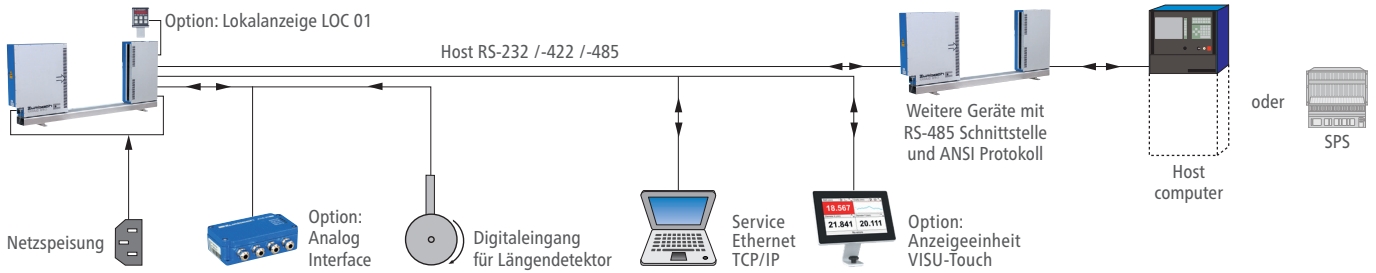 Option: Lokalanzeige LOC 01
Host RS-232 /-422 /-485
Weitere Geräte mit
RS-485 Schnittstelle
und ANSI Protokoll
oder
SPS
Host
computer
Netzspeisung
Option:
Analog
Interface
Digitaleingang
für Längendetektor
Service
Ethernet
TCP/IP
18.567
21.841 20.111
Option:
Anzeigeeinheit
VISU-Touch